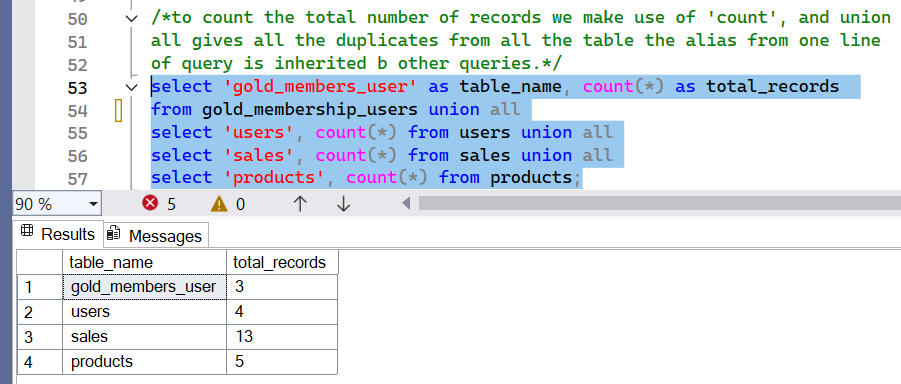 50 /*to count the total number of records we make use of 'count', and union
51 all gives all the duplicates from all the table the alias from one line
52 of query is inherited b other queries.*/
53 select 'gold_members_user' as table_name, count(*) as total_records
54 from gold_membership_users union all
55 select 'users', count(*) from users union all
56 select 'sales', count(*) from sales union all
57 select 'products', count(*) from products;
90 % 5 0
Results Messages
table_name total_records
1 gold_members_user 3
2 users 4
3 sales 13
4 products 5